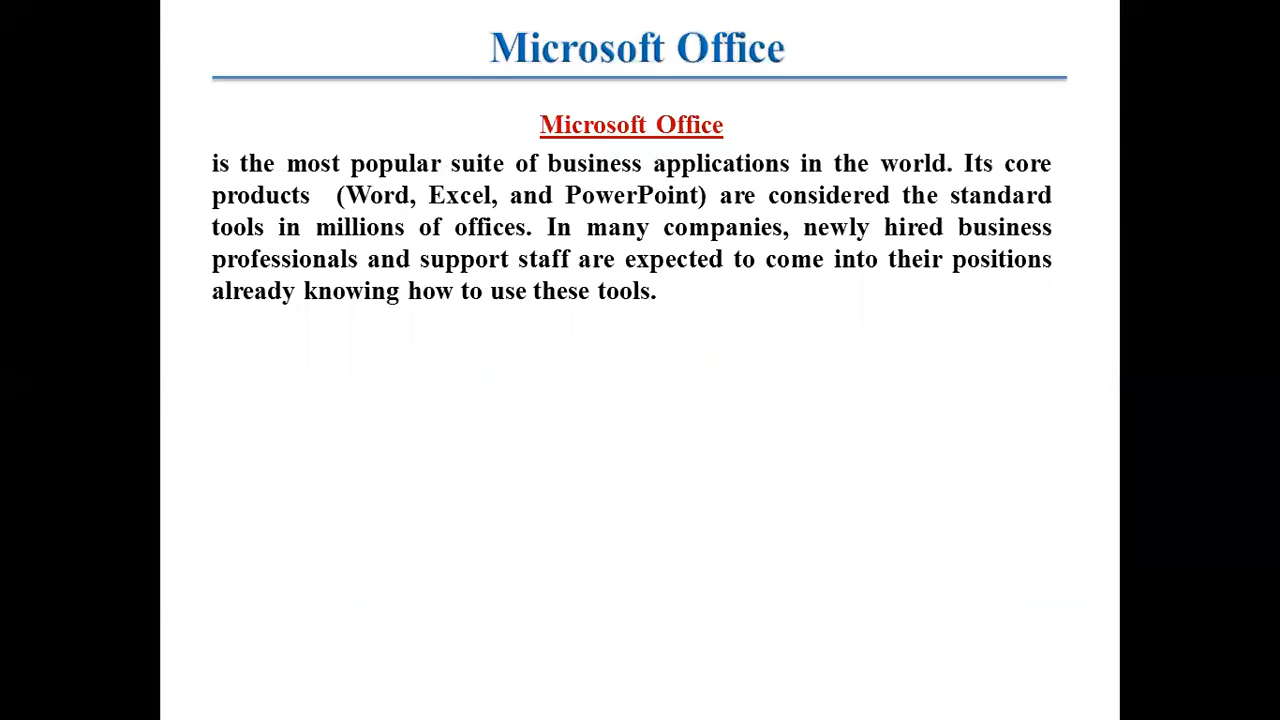 Microsoft Office
Microsoft Office
is the most popular suite of business applications in the world. Its core
products (Word, Excel, and PowerPoint) are considered the standard
tools in millions of offices. In many companies, newly hired business
professionals and support staff are expected to come into their positions
already knowing how to use these tools.